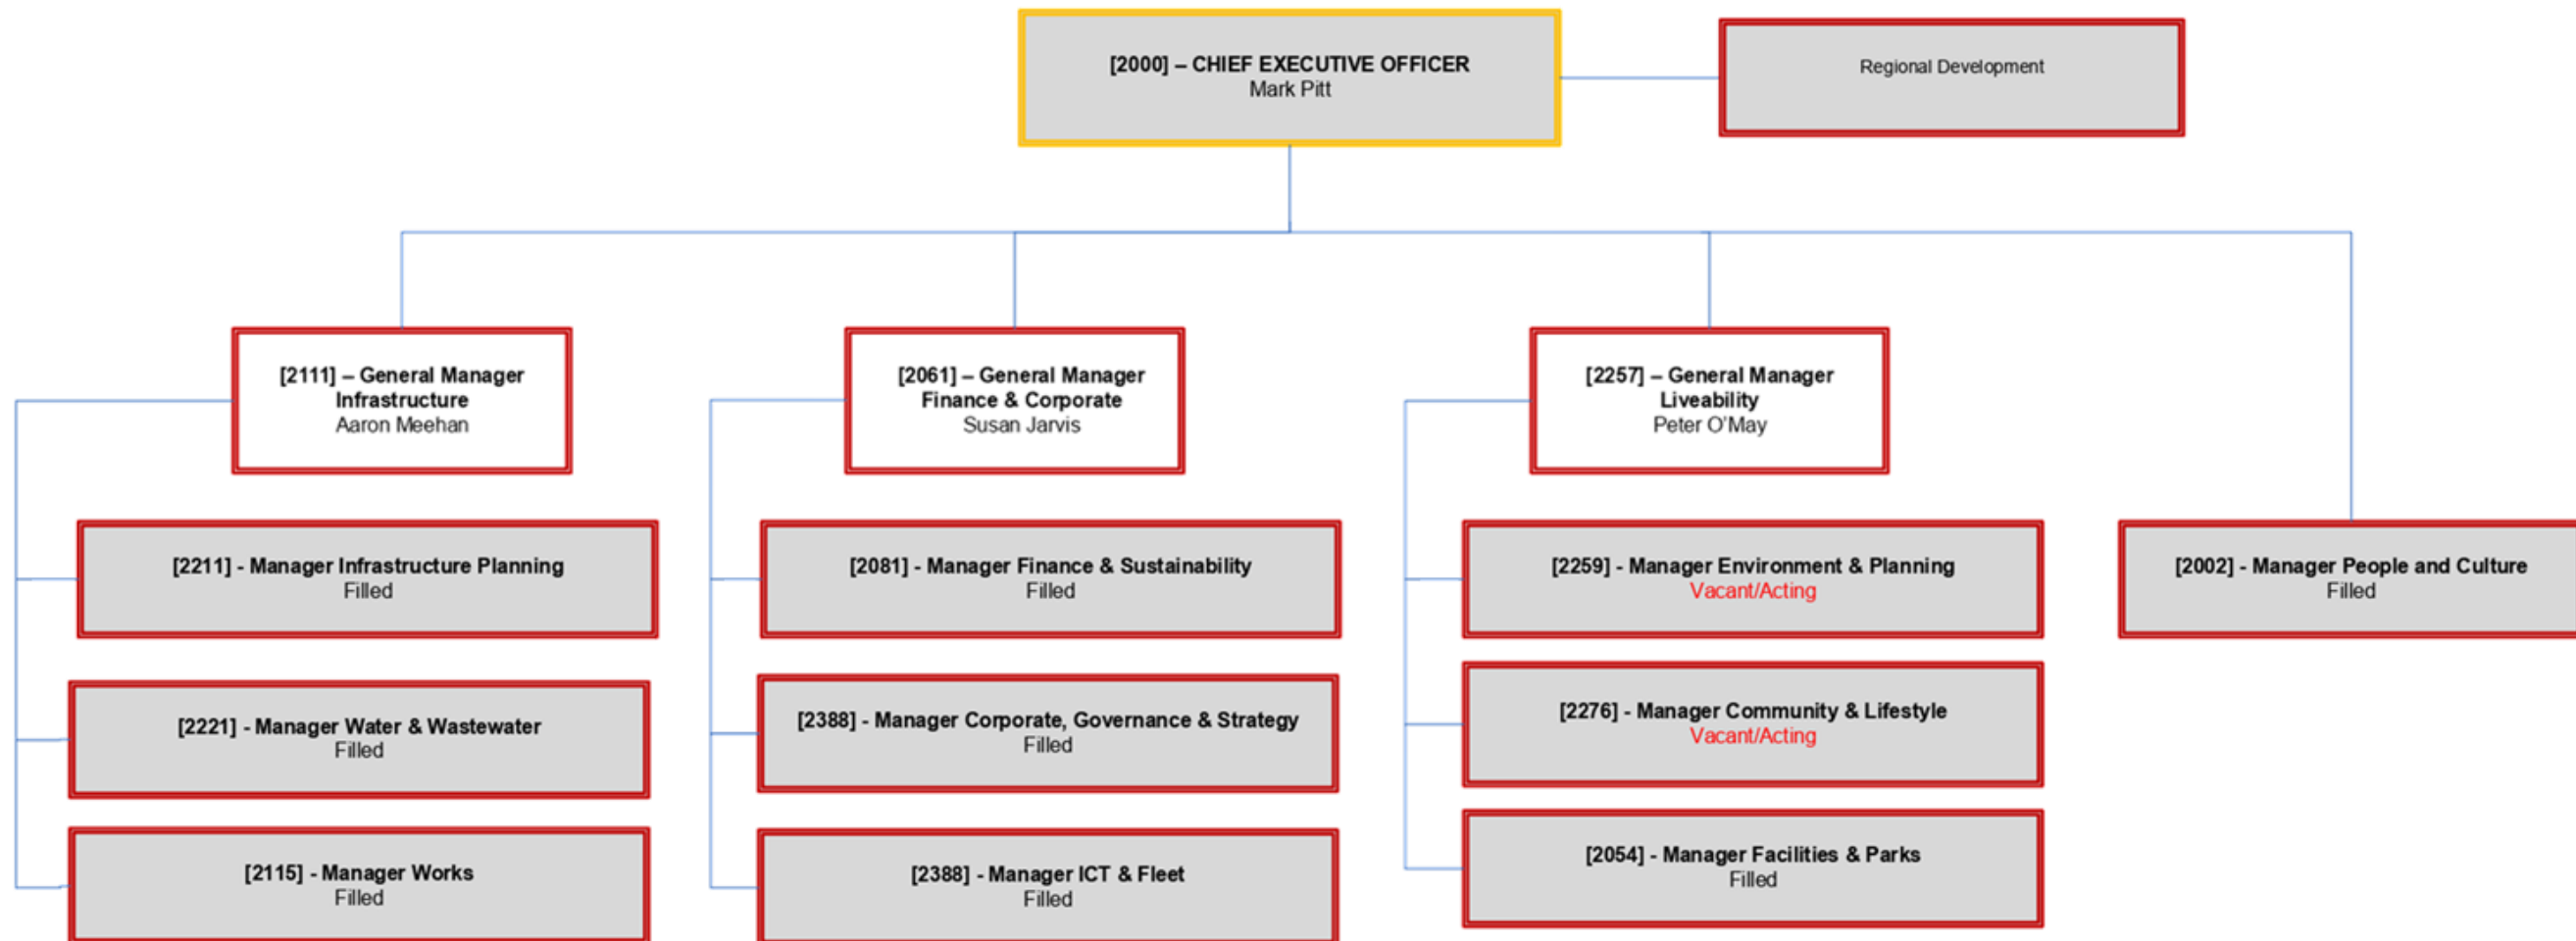 [2000] – CHIEF EXECUTIVE OFFICER
Mark Pitt
Regional Development
[2111] – General Manager
Infrastructure
Aaron Meehan
[2061] – General Manager
Finance & Corporate
Susan Jarvis
[2257] – General Manager
Liveability
Peter O'May
[2211] - Manager Infrastructure Planning
Filled
[2081] - Manager Finance & Sustainability
Filled
[2259] - Manager Environment & Planning
Vacant/Acting
[2002] - Manager People and Culture
Filled
[2221] - Manager Water & Wastewater
Filled
[2388] - Manager Corporate, Governance & Strategy
Filled
[2276] - Manager Community & Lifestyle
Vacant/Acting
[2115] - Manager Works
Filled
[2388] - Manager ICT & Fleet
Filled
[2054] - Manager Facilities & Parks
Filled